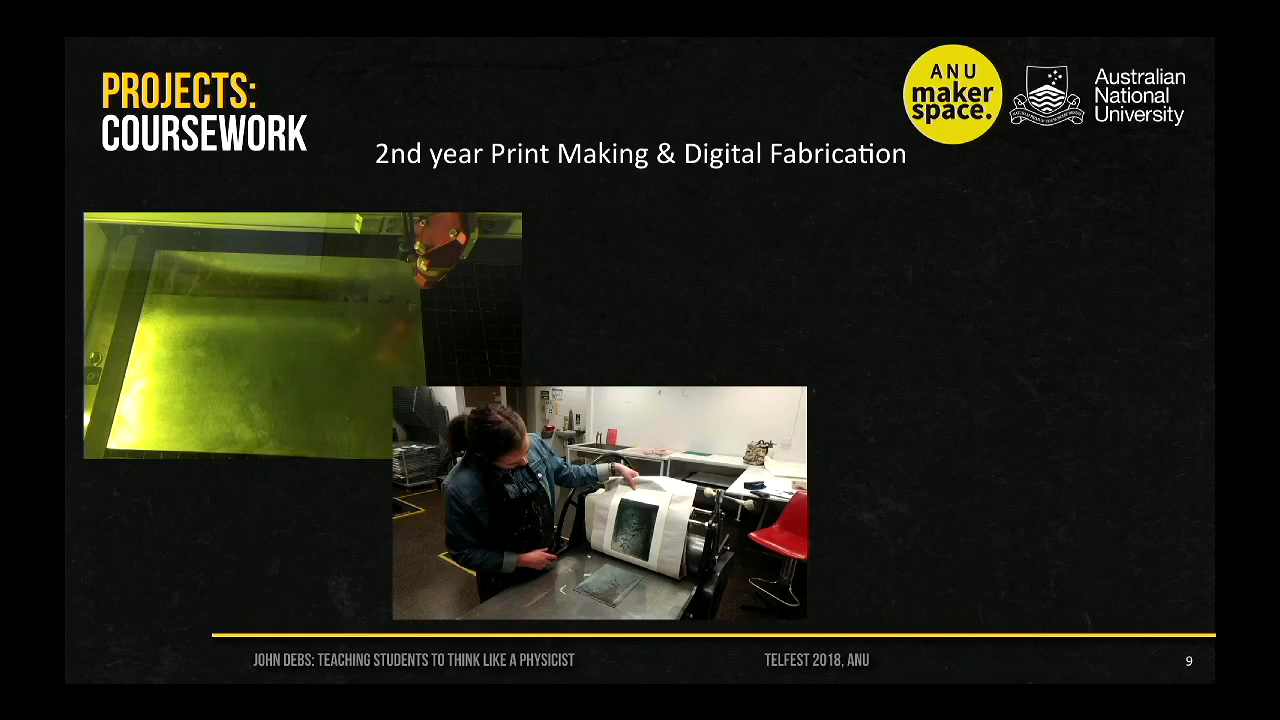 PROJECTS:
COURSEWORK
ANU
maker
space.
Australian
National
University
2nd year Print Making & Digital Fabrication
JOHN DEBS: TEACHING STUDENTS TO THINK LIKE A PHYSICIST
TELFEST 2018, ANU
9